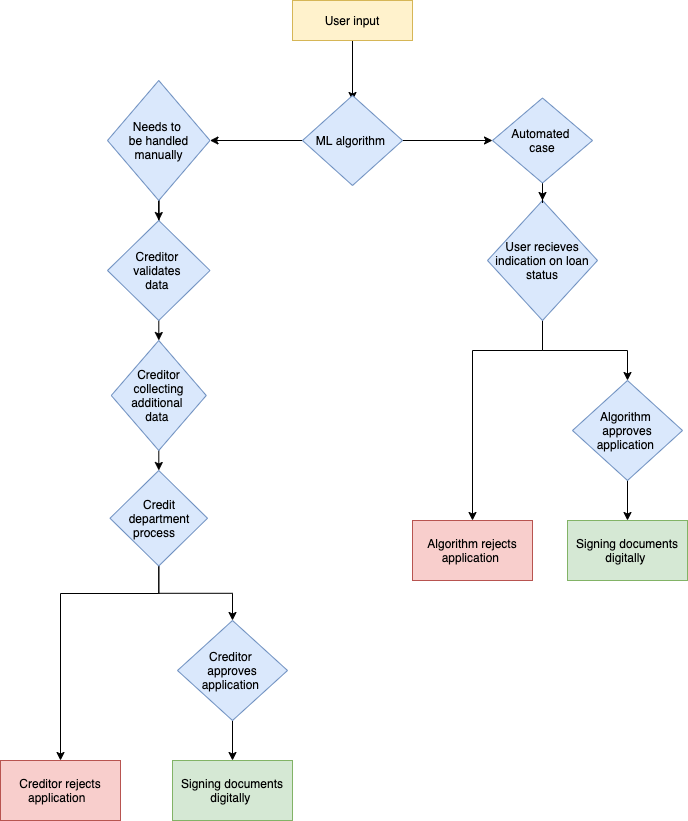 User input
Needs to
be handled
manually
ML algorithm
Automated
case
Creditor
validates
data
User recieves
indication on loan
status
Creditor
collecting
additional
data
Algorithm
approves
application
Credit
department
process
Algorithm rejects
application
Signing documents
digitally
Creditor
approves
application
Creditor rejects
application
Signing documents
digitally